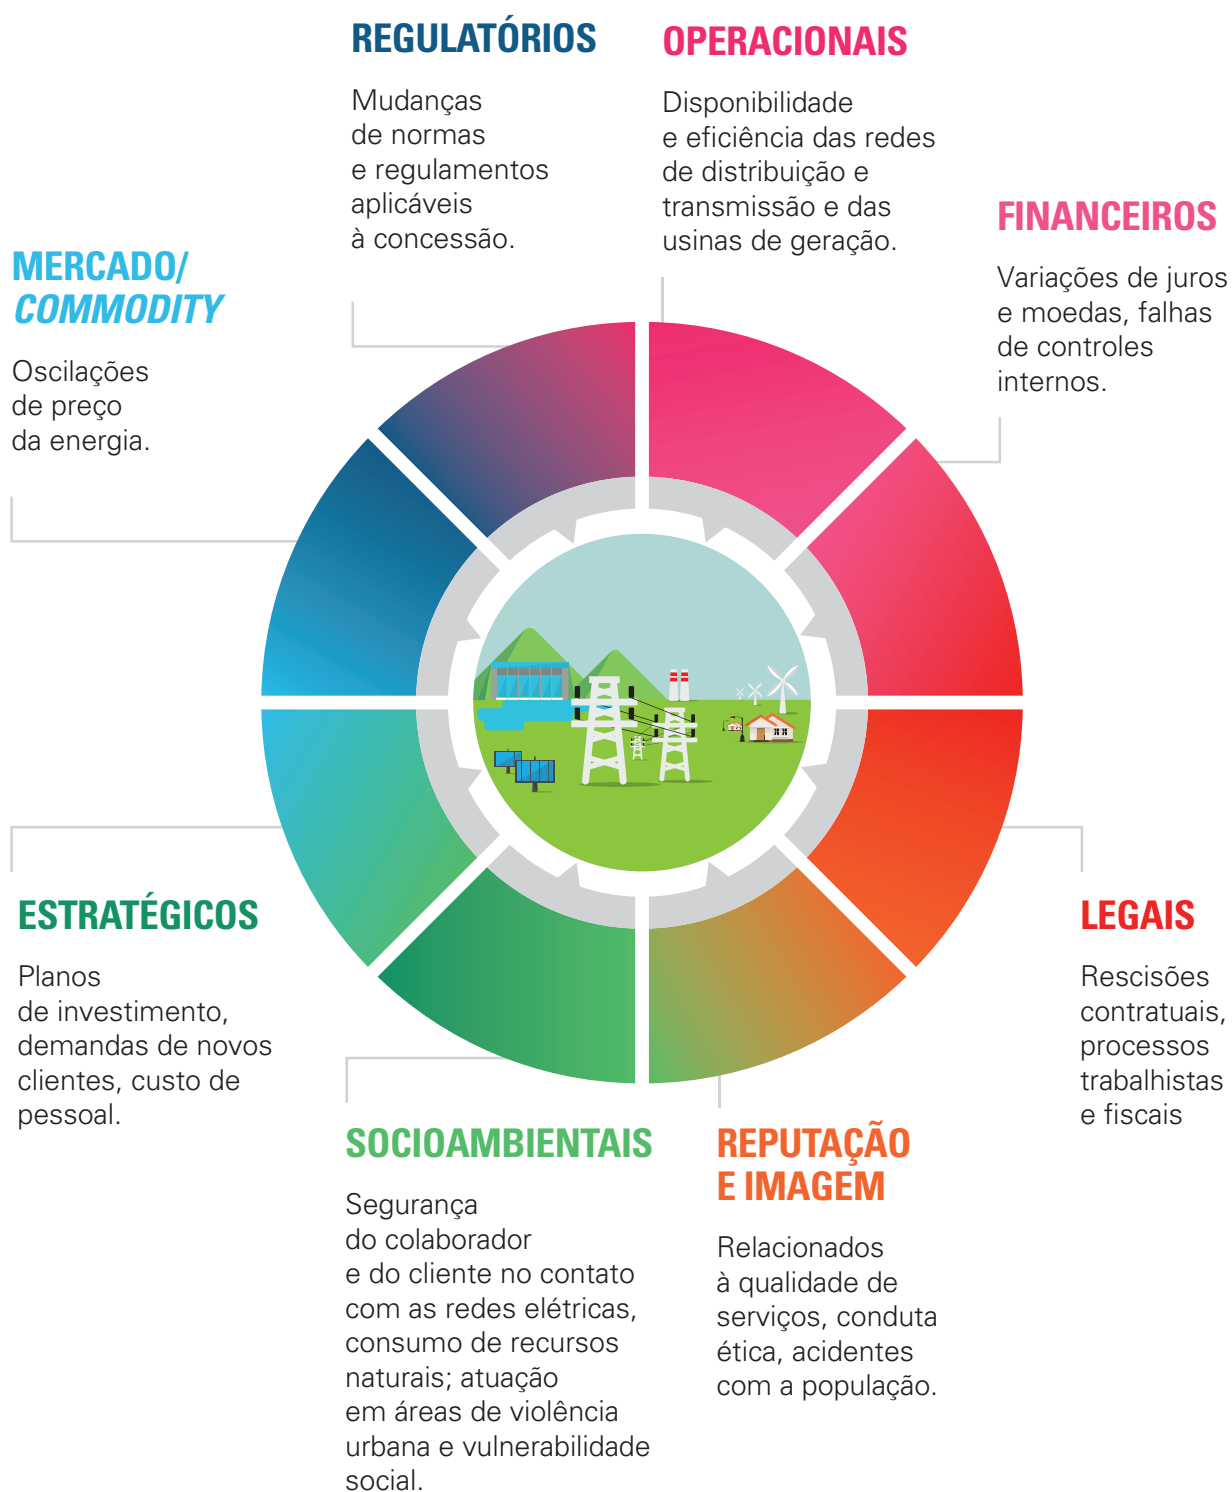 REGULATÓRIOS
Mudanças
de normas
e regulamentos
aplicáveis
à concessão.
OPERACIONAIS
Disponibilidade
e eficiência das redes
de distribuição e
transmissão e das
usinas de geração.
FINANCEIROS
Variações de juros
e moedas, falhas
de controles
internos.
MERCADO/
COMMODITY
Oscilações
de preço
da energia.
ESTRATÉGICOS
Planos
de investimento,
demandas de novos
clientes, custo de
pessoal.
LEGAIS
Rescisões
contratuais,
processos
trabalhistas
e fiscais
SOCIOAMBIENTAIS
Segurança
do colaborador
e do cliente no contato
com as redes elétricas,
consumo de recursos
naturais; atuação
em áreas de violência
urbana e vulnerabilidade
social.
REPUTAÇÃO
E IMAGEM
Relacionados
à qualidade de
serviços, conduta
ética, acidentes
com a população.